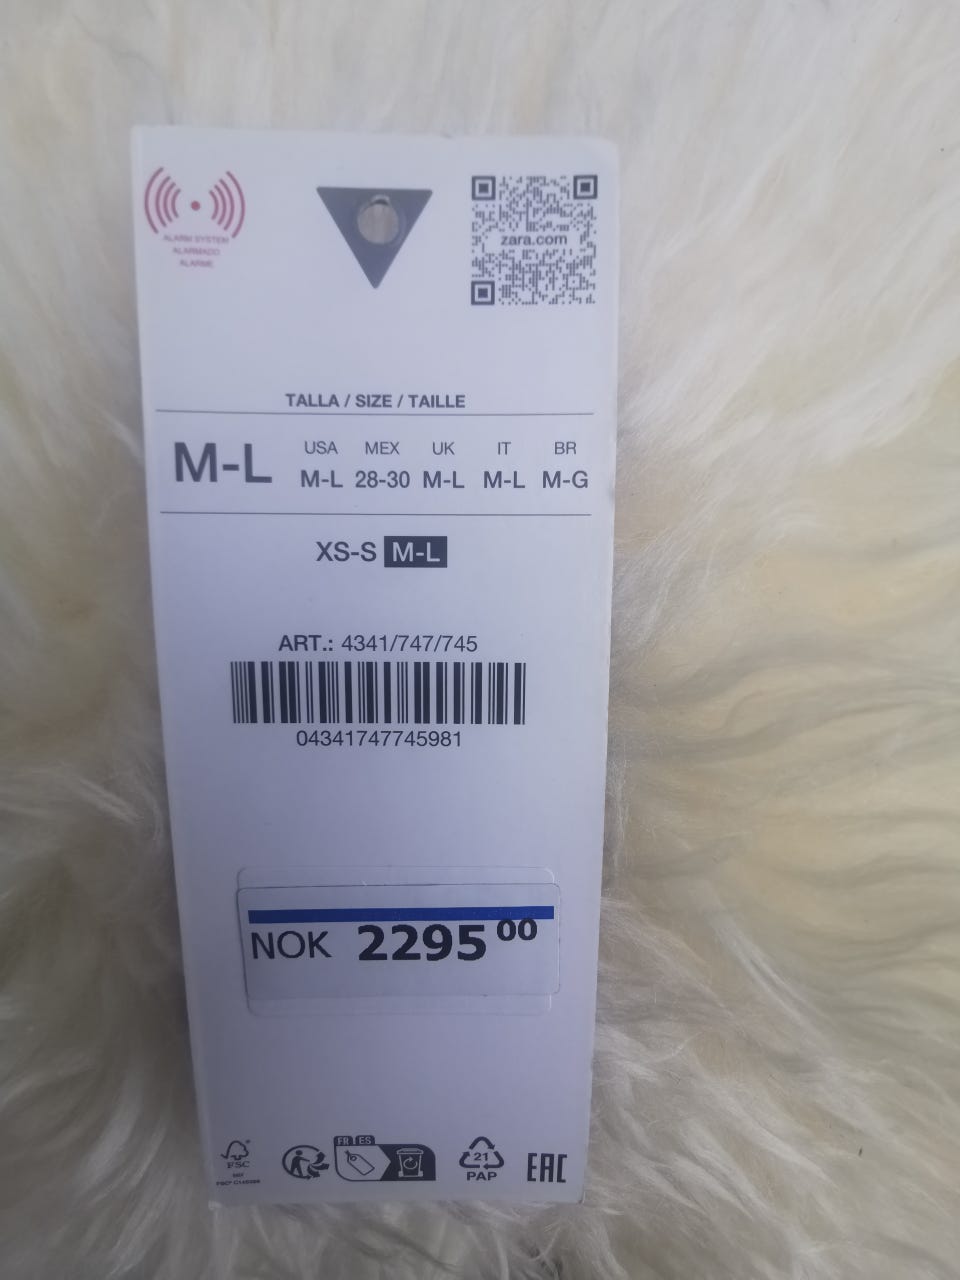 ALARM SYSTEM
ALARMADO
ALARME
zara.com
TALLA / SIZE / TAILLE
M-L
USA MEX UK IT BR
M-L 28-30 M-L M-L M-G
XS-S M-L
ART.: 4341/747/745
04341747745981
NOK 2295 00
FR ES
FSC
21
PAP
EAC